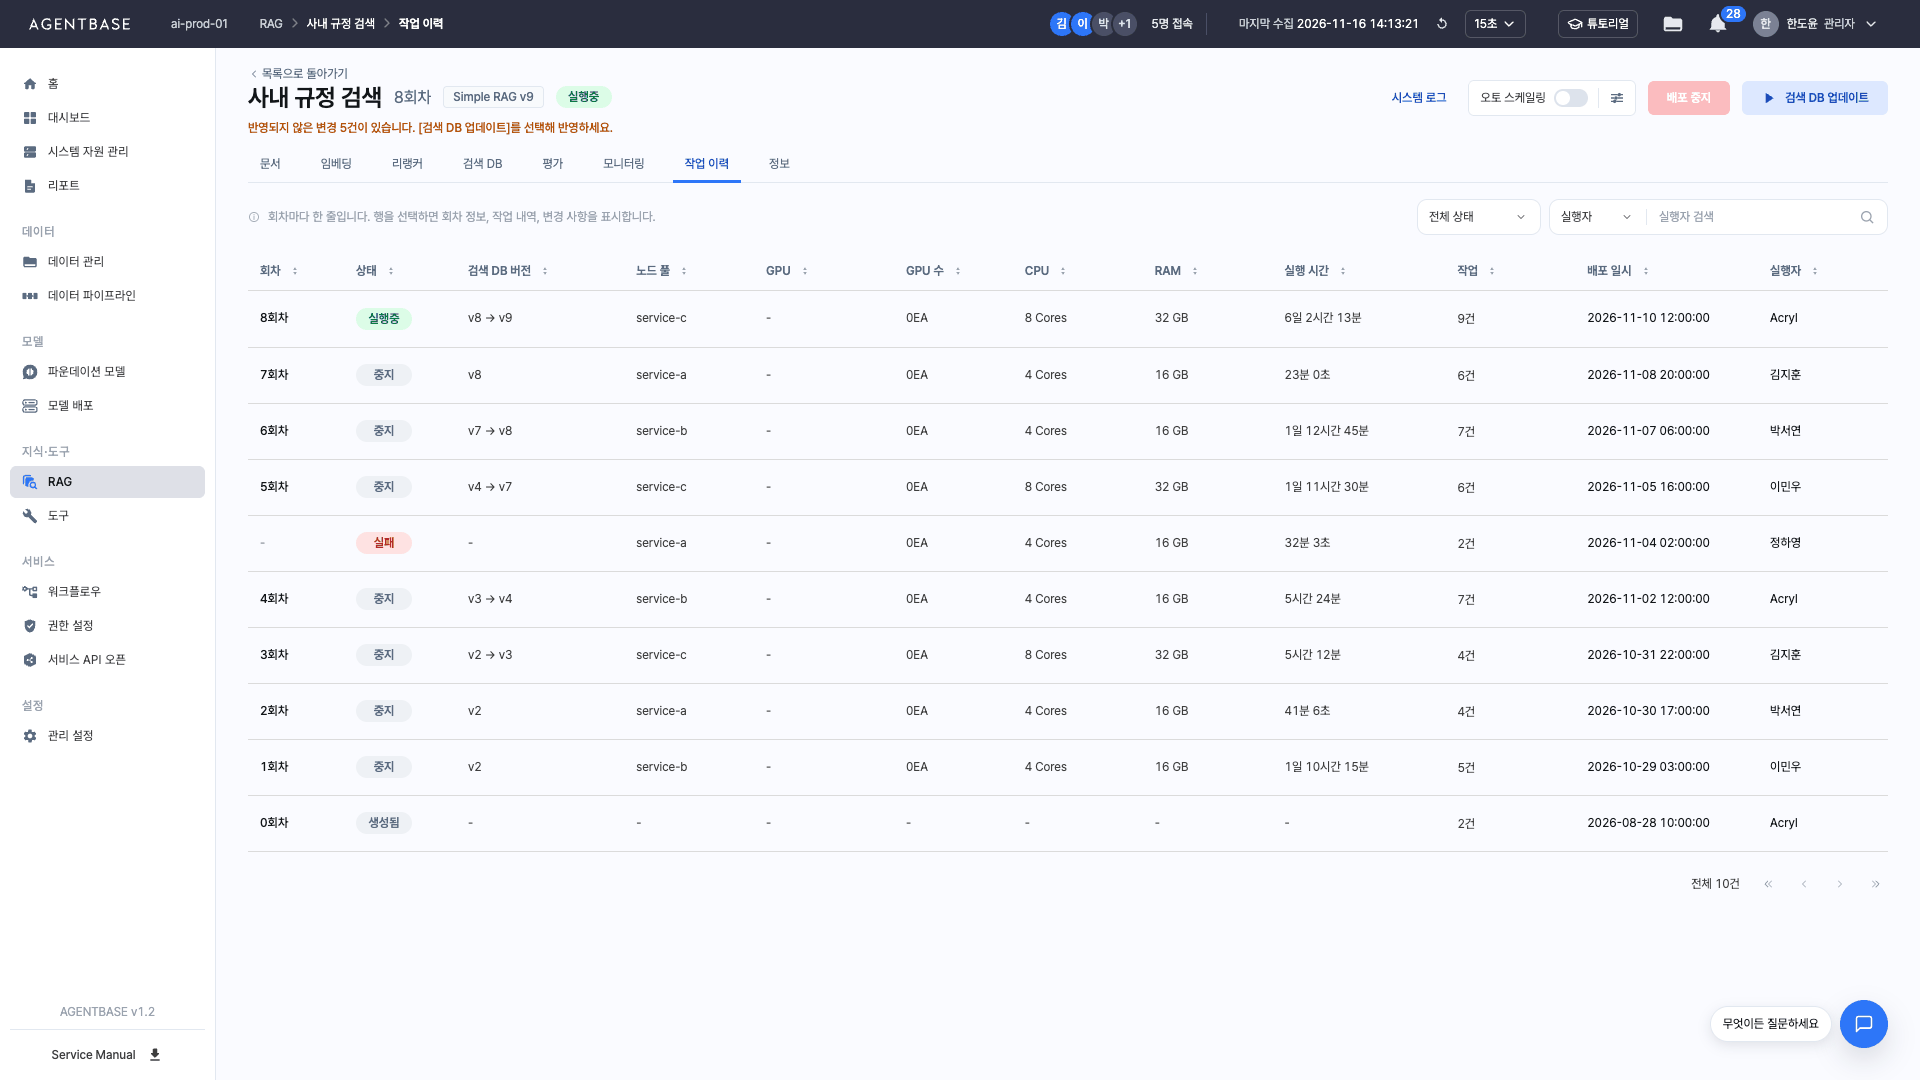 AGENTBASE
ai-prod-01
RAG
사내 규정 검색
작업 이력
김
이
박
+1
5명 접속
마지막 수집 2026-11-16 14:13:21
15초
튜토리얼
28
한
한도윤 관리자
홈
대시보드
시스템 자원 관리
리포트
데이터
데이터 관리
데이터 파이프라인
모델
파운데이션 모델
모델 배포
지식·도구
RAG
도구
서비스
워크플로우
권한 설정
서비스 API 오픈
설정
관리 설정
AGENTBASE v1.2
Service Manual
목록으로 돌아가기
사내 규정 검색 8회차 Simple RAG v9 실행중
반영되지 않은 변경 5건이 있습니다. [검색 DB 업데이트]를 선택해 반영하세요.
시스템 로그
오토 스케일링
배포 중지
검색 DB 업데이트
문서 임베딩 리랭커 검색 DB 평가 모니터링 작업 이력 정보
회차마다 한 줄입니다. 행을 선택하면 회차 정보, 작업 내역, 변경 사항을 표시합니다.
전체 상태
실행자
실행자 검색
회차 상태 검색 DB 버전 노드 풀 GPU GPU 수 CPU RAM 실행 시간 작업 배포 일시 실행자
8회차 실행중 v8 → v9 service-c - 0EA 8 Cores 32 GB 6일 2시간 13분 9건 2026-11-10 12:00:00 Acryl
7회차 중지 v8 service-a - 0EA 4 Cores 16 GB 23분 0초 6건 2026-11-08 20:00:00 김지훈
6회차 중지 v7 → v8 service-b - 0EA 4 Cores 16 GB 1일 12시간 45분 7건 2026-11-07 06:00:00 박서연
5회차 중지 v4 → v7 service-c - 0EA 8 Cores 32 GB 1일 11시간 30분 6건 2026-11-05 16:00:00 이민우
- 실패 - service-a - 0EA 4 Cores 16 GB 32분 3초 2건 2026-11-04 02:00:00 정하영
4회차 중지 v3 → v4 service-b - 0EA 4 Cores 16 GB 5시간 24분 7건 2026-11-02 12:00:00 Acryl
3회차 중지 v2 → v3 service-c - 0EA 8 Cores 32 GB 5시간 12분 4건 2026-10-31 22:00:00 김지훈
2회차 중지 v2 service-a - 0EA 4 Cores 16 GB 41분 6초 4건 2026-10-30 17:00:00 박서연
1회차 중지 v2 service-b - 0EA 4 Cores 16 GB 1일 10시간 15분 5건 2026-10-29 03:00:00 이민우
0회차 생성됨 - - - - - - - 2건 2026-08-28 10:00:00 Acryl
전체 10건
무엇이든 질문하세요